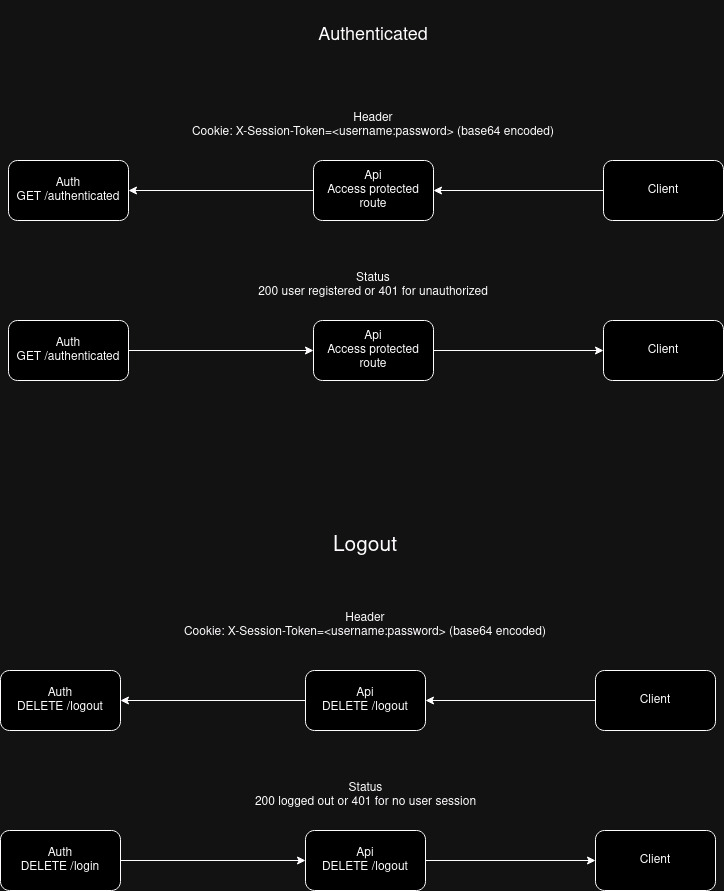 Authenticated
Header
Cookie: X-Session-Token=<username:password> (base64 encoded)
Auth
GET /authenticated
Api
Access protected
route
Client
Status
200 user registered or 401 for unauthorized
Auth
GET /authenticated
Api
Access protected
route
Client
Logout
Header
Cookie: X-Session-Token=<username:password> (base64 encoded)
Auth
DELETE /logout
Api
DELETE /logout
Client
Status
200 logged out or 401 for no user session
Auth
DELETE /login
Api
DELETE /logout
Client